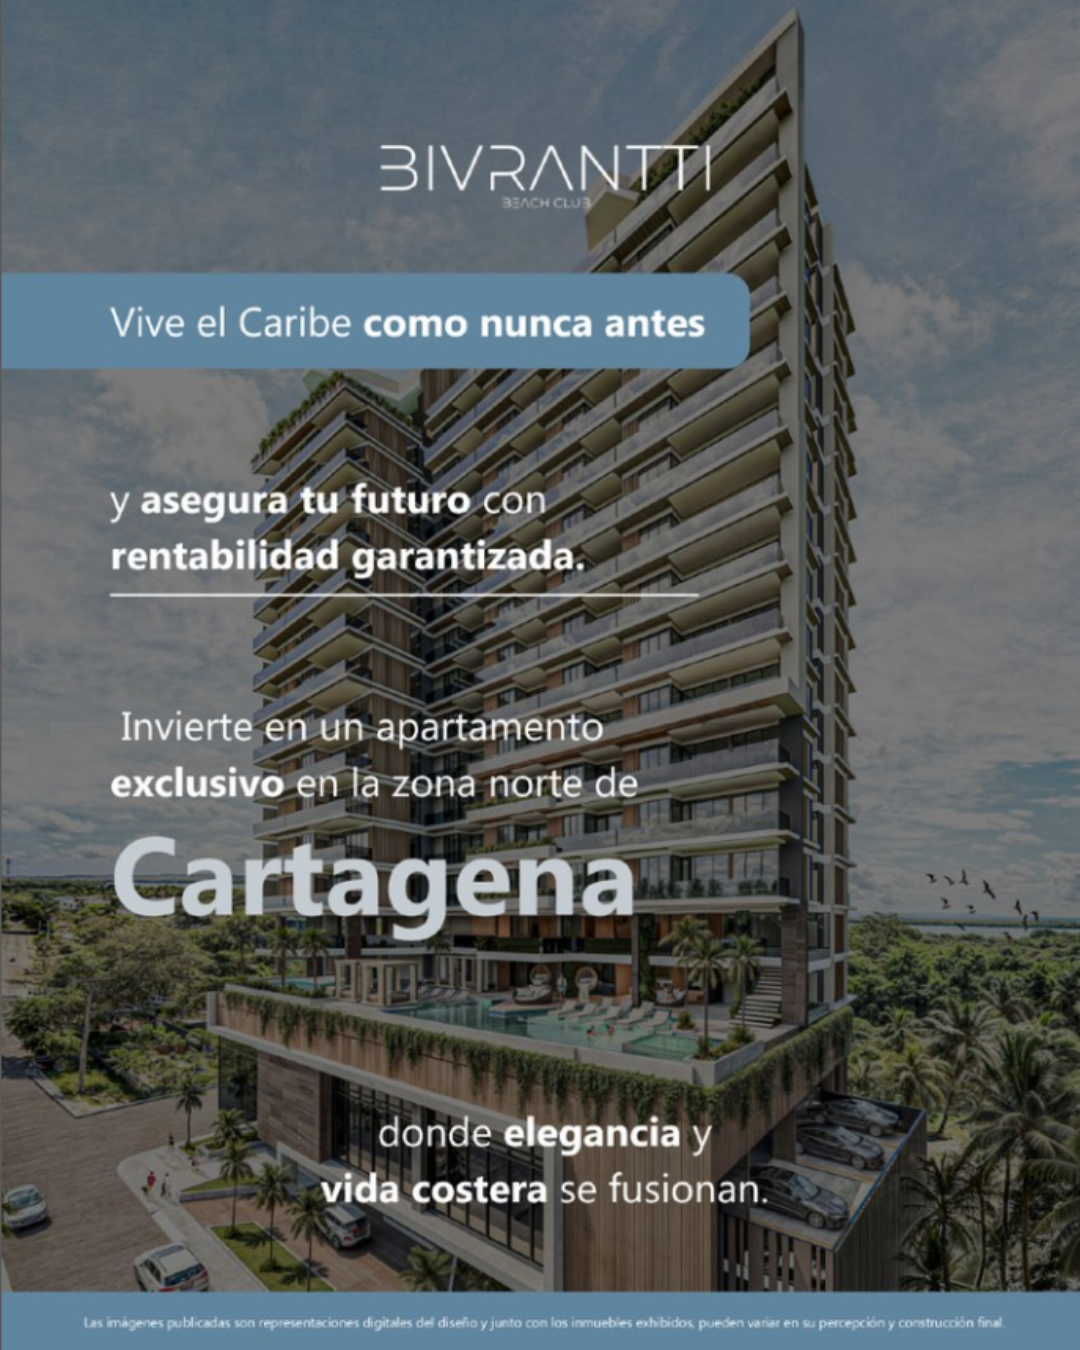 BIVRANTTI
BEACH CLUB
Vive el Caribe como nunca antes
y asegura tu futuro con
rentabilidad garantizada.
Invierte en un apartamento
exclusivo en la zona norte de
Cartagena
donde elegancia y
vida costera se fusionan.
Las imágenes publicadas son representaciones digitales del diseño y junto con los inmuebles exhibidos, pueden variar en su percepción y construcción final.